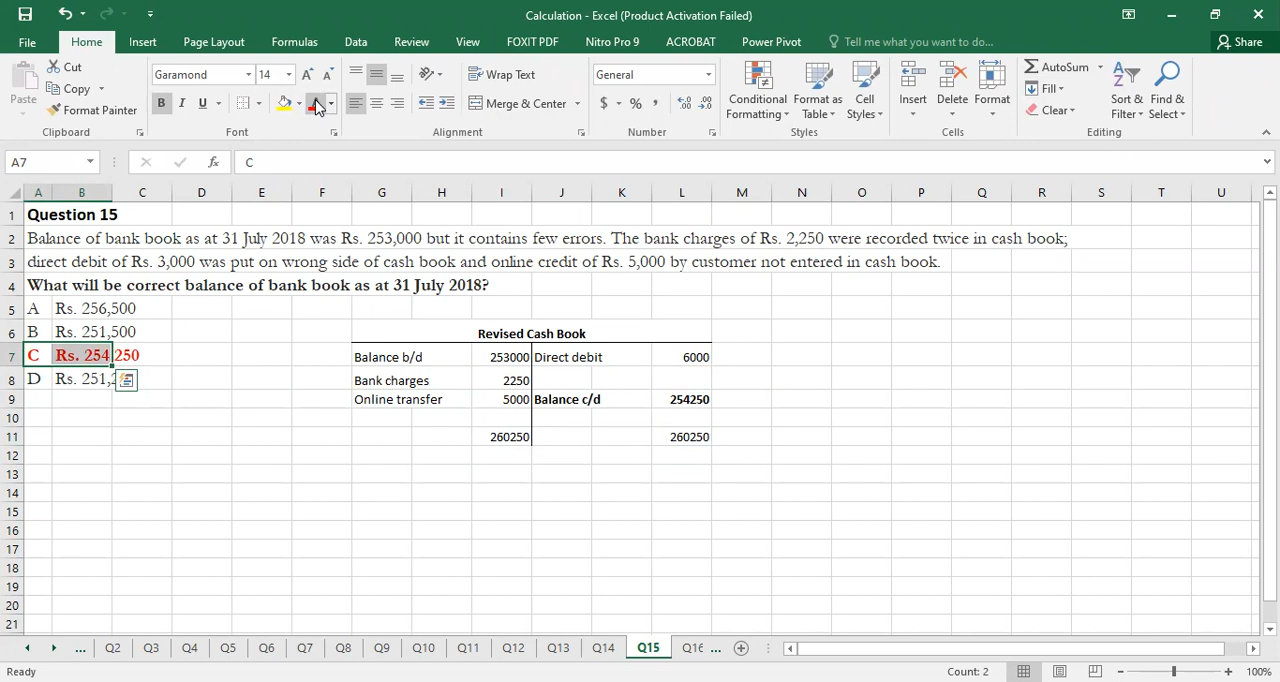 Calculation - Excel (Product Activation Failed)
File Home Insert Page Layout Formulas Data Review View FOXIT PDF Nitro Pro 9 ACROBAT Power Pivot Tell me what you want to do... Share
Paste Cut Copy Format Painter Clipboard
Garamond 14 B I U A Font
Wrap Text Merge & Center Alignment
General $ % , Number
Conditional Formatting Format as Table Cell Styles Styles
Insert Delete Format Cells
AutoSum Fill Clear Sort & Filter Find & Select Editing
A7 fx C
A B C D E F G H I J K L M N O P Q R S T U
1 Question 15
2 Balance of bank book as at 31 July 2018 was Rs. 253,000 but it contains few errors. The bank charges of Rs. 2,250 were recorded twice in cash book;
3 direct debit of Rs. 3,000 was put on wrong side of cash book and online credit of Rs. 5,000 by customer not entered in cash book.
4 What will be correct balance of bank book as at 31 July 2018?
5 A Rs. 256,500
6 B Rs. 251,500 Revised Cash Book
7 C Rs. 254,250 Balance b/d 253000 Direct debit 6000
8 D Rs. 251, Bank charges 2250
9 Online transfer 5000 Balance c/d 254250
10
11 260250 260250
12
13
14
15
16
17
18
19
20
21
... Q2 Q3 Q4 Q5 Q6 Q7 Q8 Q9 Q10 Q11 Q12 Q13 Q14 Q15 Q16 ...
Ready Count: 2 100%